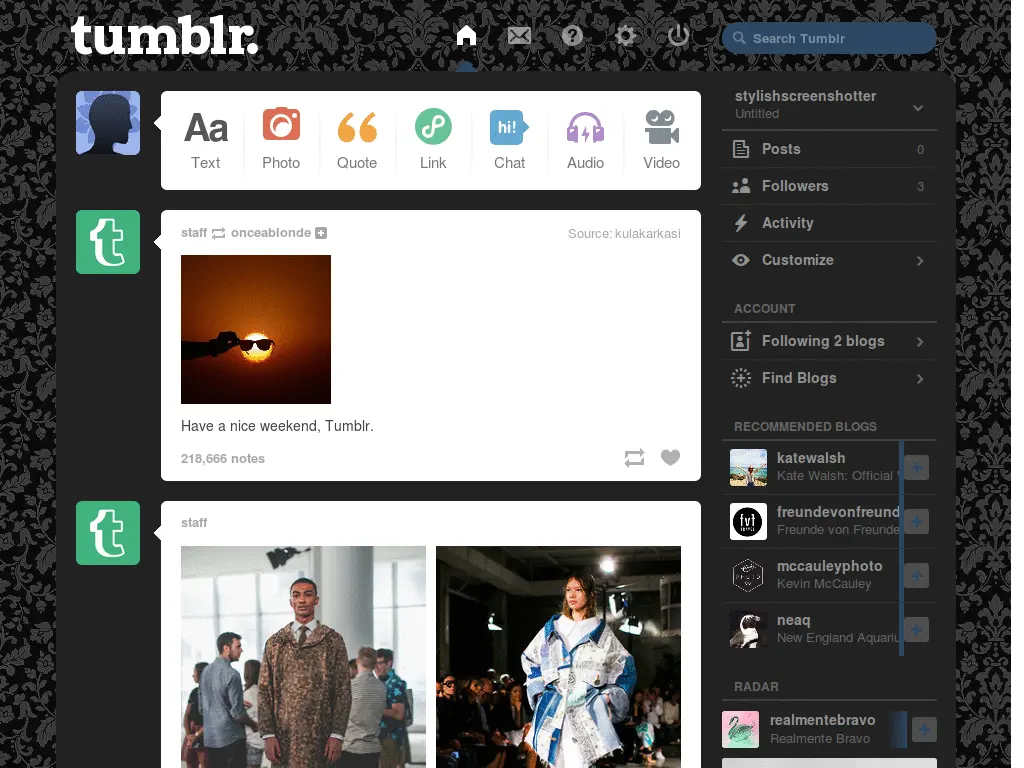 tumblr.
Search Tumblr
Aa
Text
Photo
Quote
Link
hi!
Chat
Audio
Video
staff onceablonde
Source: kulakarkasi
Have a nice weekend, Tumblr.
218,666 notes
staff
stylishscreenshotter
Untitled
Posts 0
Followers 3
Activity
Customize
ACCOUNT
Following 2 blogs
Find Blogs
RECOMMENDED BLOGS
katewalsh
Kate Walsh: Official
freundevonfreund
Freunde von Freunde
mccauleyphoto
Kevin McCauley
neaq
New England Aquariu
RADAR
realmentebravo
Realmente Bravo